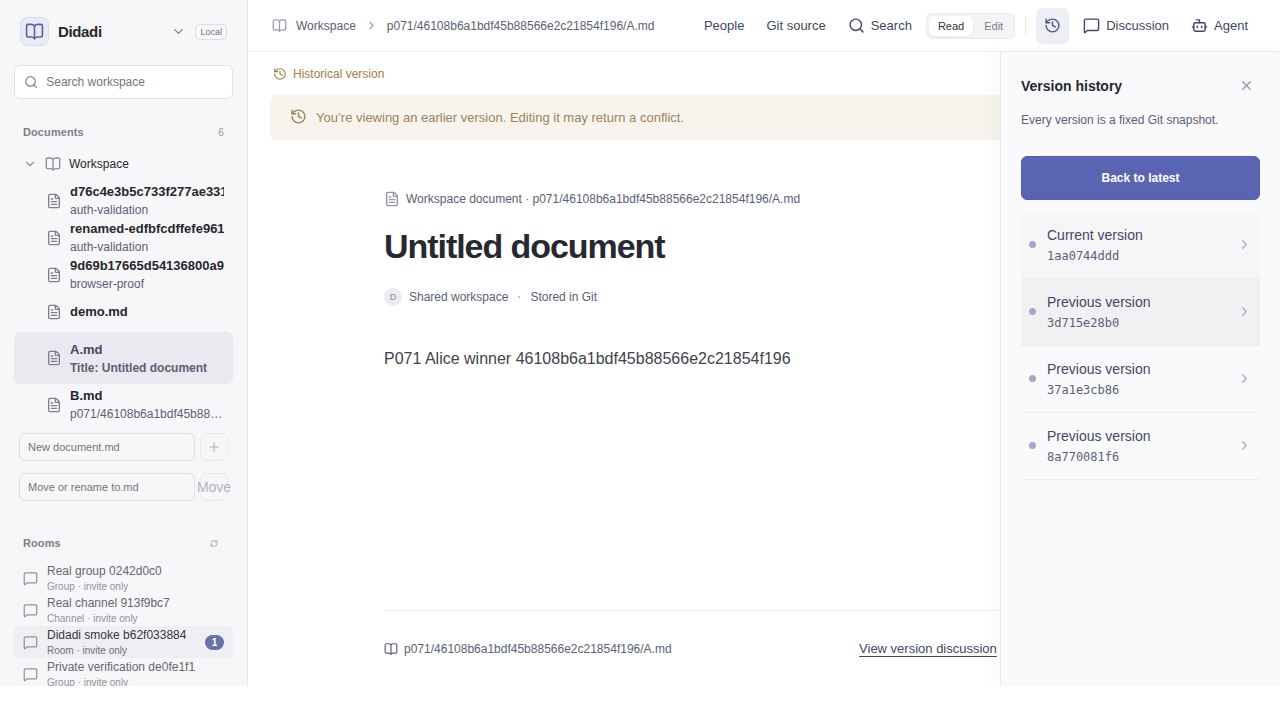 Didadi
Local
Search workspace
Documents 6
Workspace
d76c4e3b5c733f277ae331
auth-validation
renamed-edfbfcdffefe961
auth-validation
9d69b17665d54136800a9
browser-proof
demo.md
A.md
Title: Untitled document
B.md
p071/46108b6a1bdf45b88…
New document.md
Move or rename to.md
Move
Rooms
Real group 0242d0c0
Group · invite only
Real channel 913f9bc7
Channel · invite only
Didadi smoke b62f033884
Room · invite only
1
Private verification de0fe1f1
Group · invite only
Workspace
p071/46108b6a1bdf45b88566e2c21854f196/A.md
People
Git source
Search
Read
Edit
Discussion
Agent
Historical version
You're viewing an earlier version. Editing it may return a conflict.
Workspace document · p071/46108b6a1bdf45b88566e2c21854f196/A.md
Untitled document
D
Shared workspace · Stored in Git
P071 Alice winner 46108b6a1bdf45b88566e2c21854f196
p071/46108b6a1bdf45b88566e2c21854f196/A.md
View version discussion
Version history
Every version is a fixed Git snapshot.
Back to latest
Current version
1aa0744ddd
Previous version
3d715e28b0
Previous version
37a1e3cb86
Previous version
8a770081f6